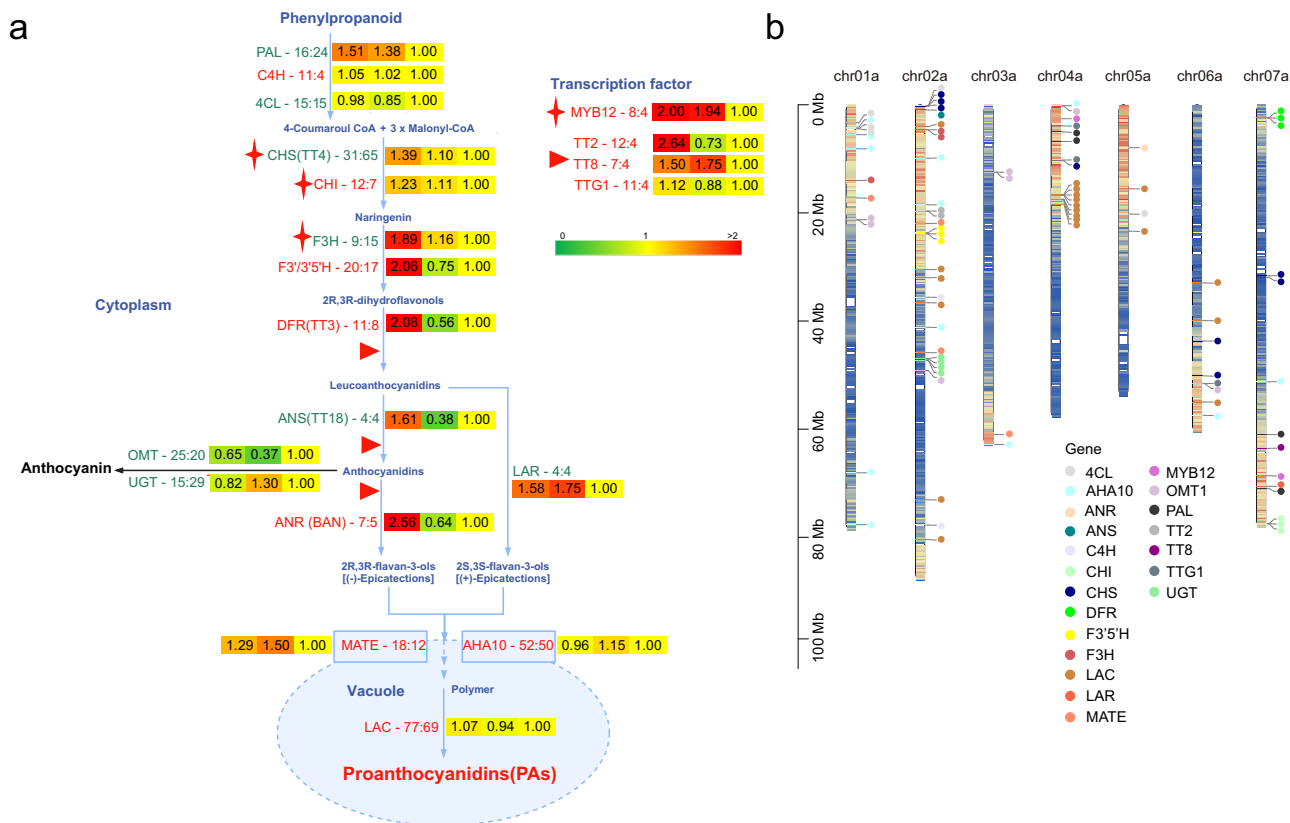 a
Phenylpropanoid
PAL - 16:24 1.51 1.38 1.00
C4H - 11:4 1.05 1.02 1.00
4CL - 15:15 0.98 0.85 1.00
4-Coumaroul CoA + 3 x Malonyl-CoA
CHS(TT4) - 31:65 1.39 1.10 1.00
CHI - 12:7 1.23 1.11 1.00
Naringenin
F3H - 9:15 1.89 1.16 1.00
F3'/3'5'H - 20:17 2.06 0.75 1.00
Cytoplasm
2R,3R-dihydroflavonols
DFR(TT3) - 11:8 2.08 0.56 1.00
Leucoanthocyanidins
ANS(TT18) - 4:4 1.61 0.38 1.00
OMT - 25:20 0.65 0.37 1.00
Anthocyanin
Anthocyanidins
UGT - 15:29 0.82 1.30 1.00
LAR - 4:4
1.58 1.75 1.00
ANR (BAN) - 7:5 2.56 0.64 1.00
2R,3R-flavan-3-ols
[(-)-Epicatections]
2S,3S-flavan-3-ols
[(+)-Epicatections]
1.29 1.50 1.00 MATE - 18:12
AHA10 - 52:50 0.96 1.15 1.00
Vacuole
Polymer
LAC - 77:69 1.07 0.94 1.00
Proanthocyanidins(PAs)
Transcription factor
MYB12 - 8:4 2.00 1.94 1.00
TT2 - 12:4 2.64 0.73 1.00
TT8 - 7:4 1.50 1.75 1.00
TTG1 - 11:4 1.12 0.88 1.00
0 1 >2
b
chr01a chr02a chr03a chr04a chr05a chr06a chr07a
0 Mb
20 Mb
40 Mb
60 Mb
80 Mb
100 Mb
Gene
4CL
AHA10
ANR
ANS
C4H
CHI
CHS
DFR
F3'5'H
F3H
LAC
LAR
MATE
MYB12
OMT1
PAL
TT2
TT8
TTG1
UGT